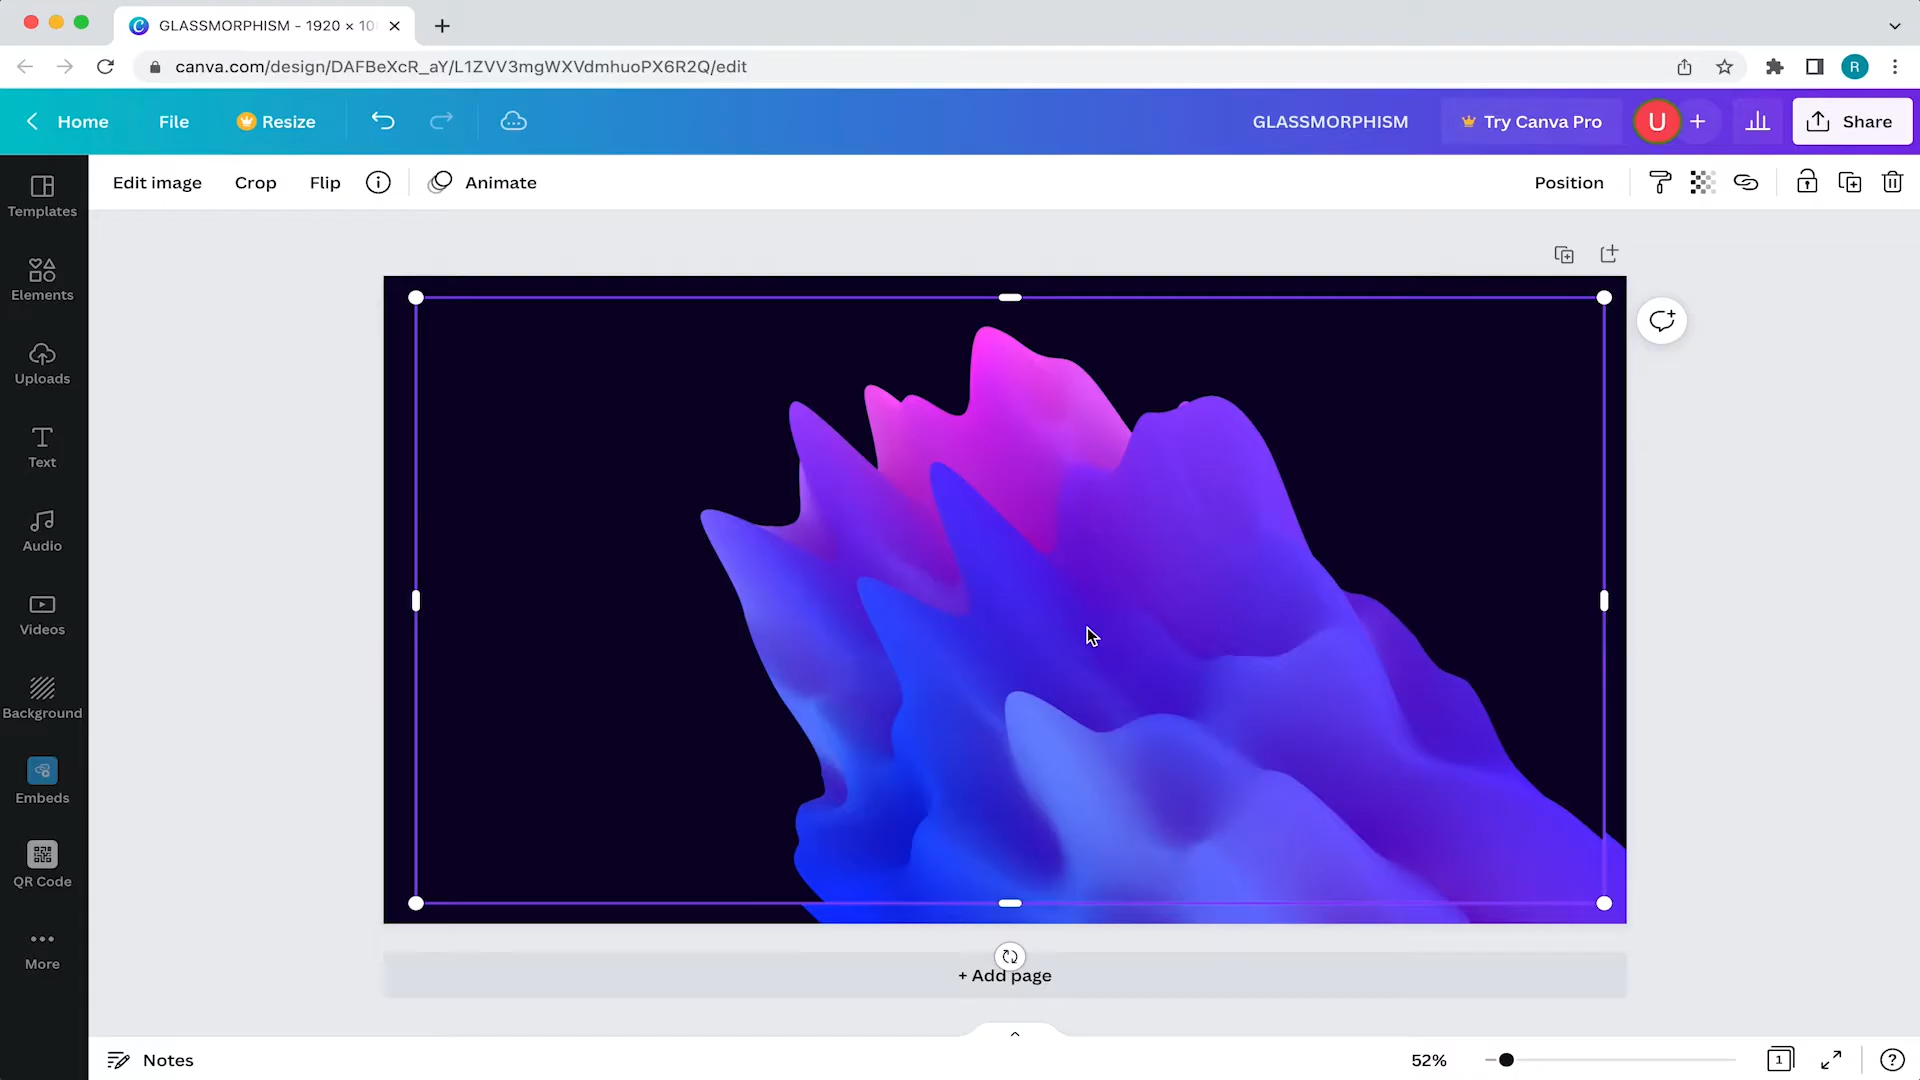 GLASSMORPHISM - 1920 × 10
canva.com/design/DAFBeXcR_aY/L1ZVV3mgWXVdmhuoPX6R2Q/edit
R
Home
File
Resize
GLASSMORPHISM
Try Canva Pro
U
Share
Edit image
Crop
Flip
Animate
Position
Templates
Elements
Uploads
Text
Audio
Videos
Background
Embeds
QR Code
More
+ Add page
Notes
52%
1